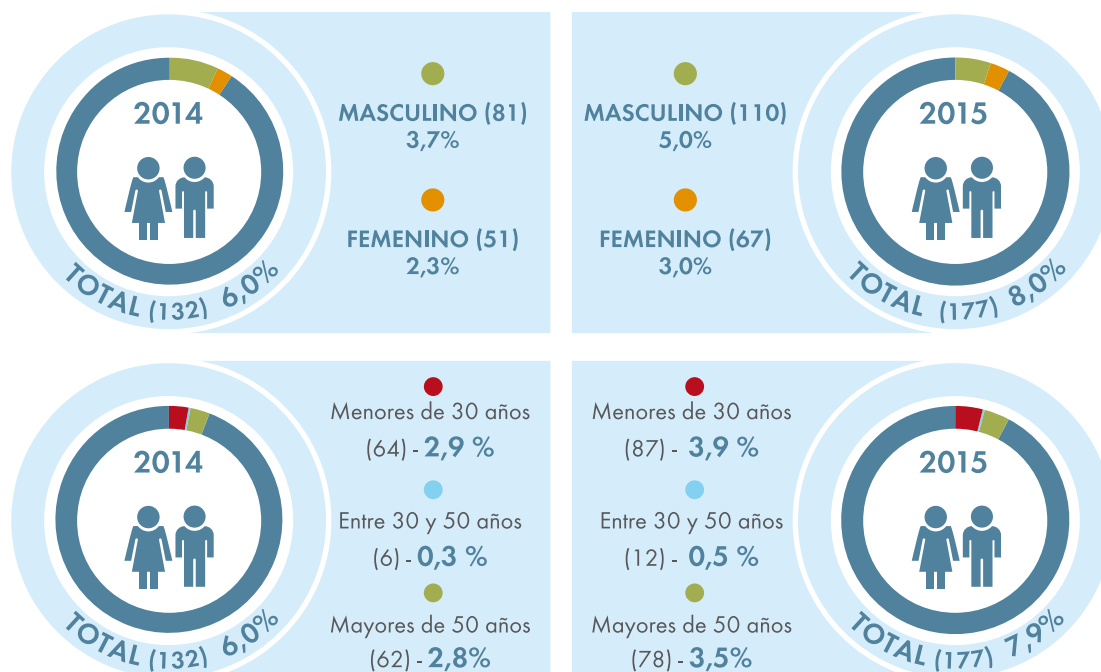 2014
TOTAL (132) 6,0%
MASCULINO (81)
3,7%
FEMENINO (51)
2,3%
MASCULINO (110)
5,0%
FEMENINO (67)
3,0%
2015
TOTAL (177) 8,0%
2014
TOTAL (132) 6,0%
Menores de 30 años
(64) - 2,9 %
Entre 30 y 50 años
(6) - 0,3 %
Mayores de 50 años
(62) - 2,8%
Menores de 30 años
(87) - 3,9 %
Entre 30 y 50 años
(12) - 0,5 %
Mayores de 50 años
(78) - 3,5%
2015
TOTAL (177) 7,9%